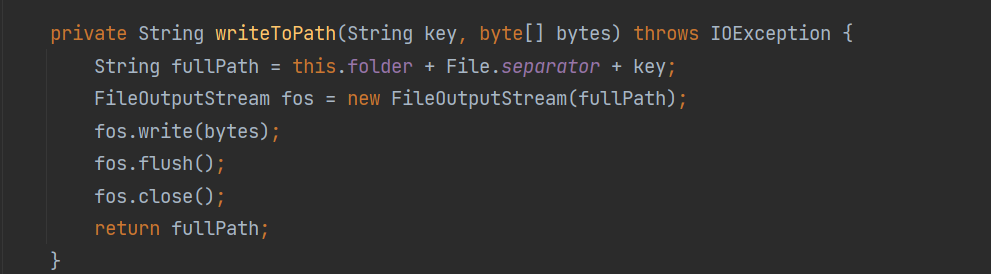 private String writeToPath(String key, byte[] bytes) throws IOException {
    String fullPath = this.folder + File.separator + key;
    FileOutputStream fos = new FileOutputStream(fullPath);
    fos.write(bytes);
    fos.flush();
    fos.close();
    return fullPath;
}